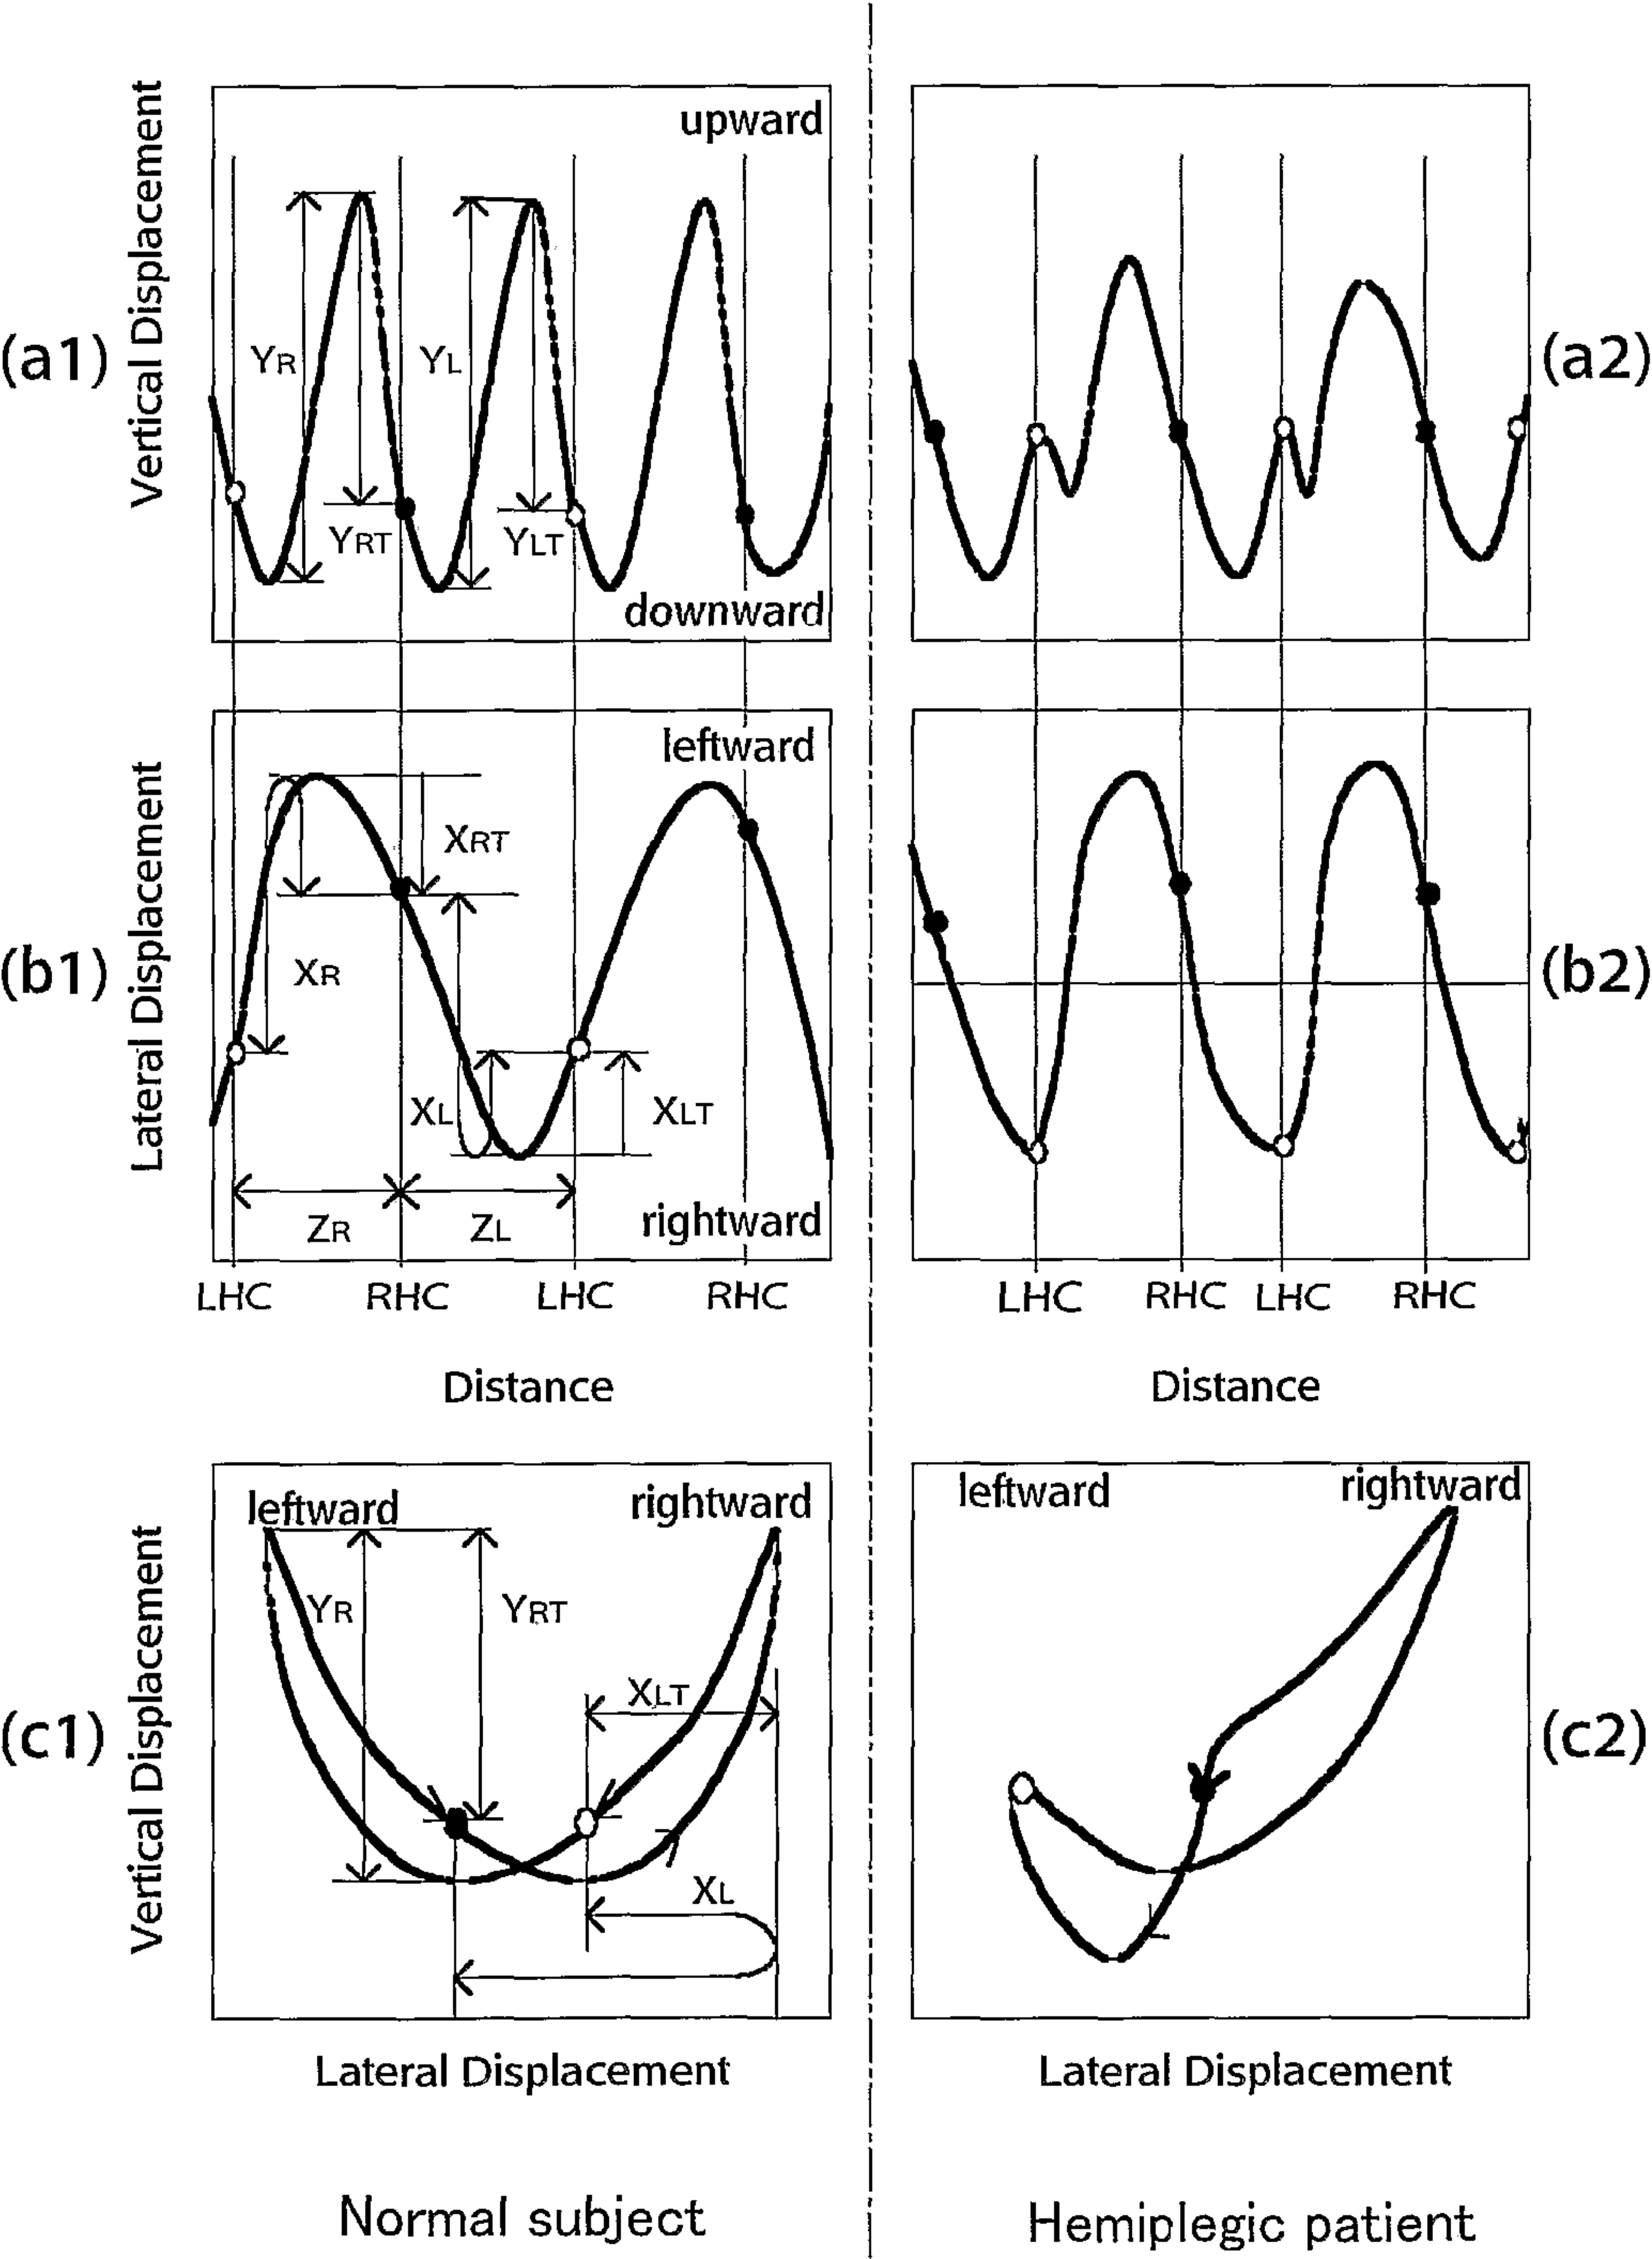 upward
Vertical Displacement
(a1)
(a2)
YR
YL
YRT
YLT
downward
leftward
Lateral Displacement
XRT
(b1)
XR
(b2)
XL
XLT
ZR
ZL
rightward
LHC RHC LHC RHC
LHC RHC LHC RHC
Distance
Distance
leftward
rightward
leftward
rightward
Vertical Displacement
YR
YRT
XLT
(c1)
(c2)
XL
Lateral Displacement
Lateral Displacement
Normal subject
Hemiplegic patient